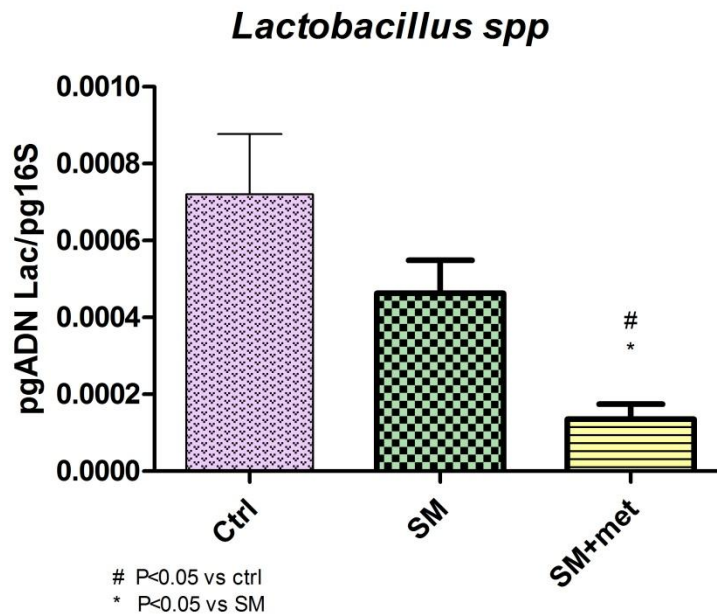 Lactobacillus spp
pgADN Lac/pg16S
0.0010
0.0008
0.0006
0.0004
0.0002
0.0000
#
*
Ctrl
SM
SM+met
# P<0.05 vs ctrl
* P<0.05 vs SM